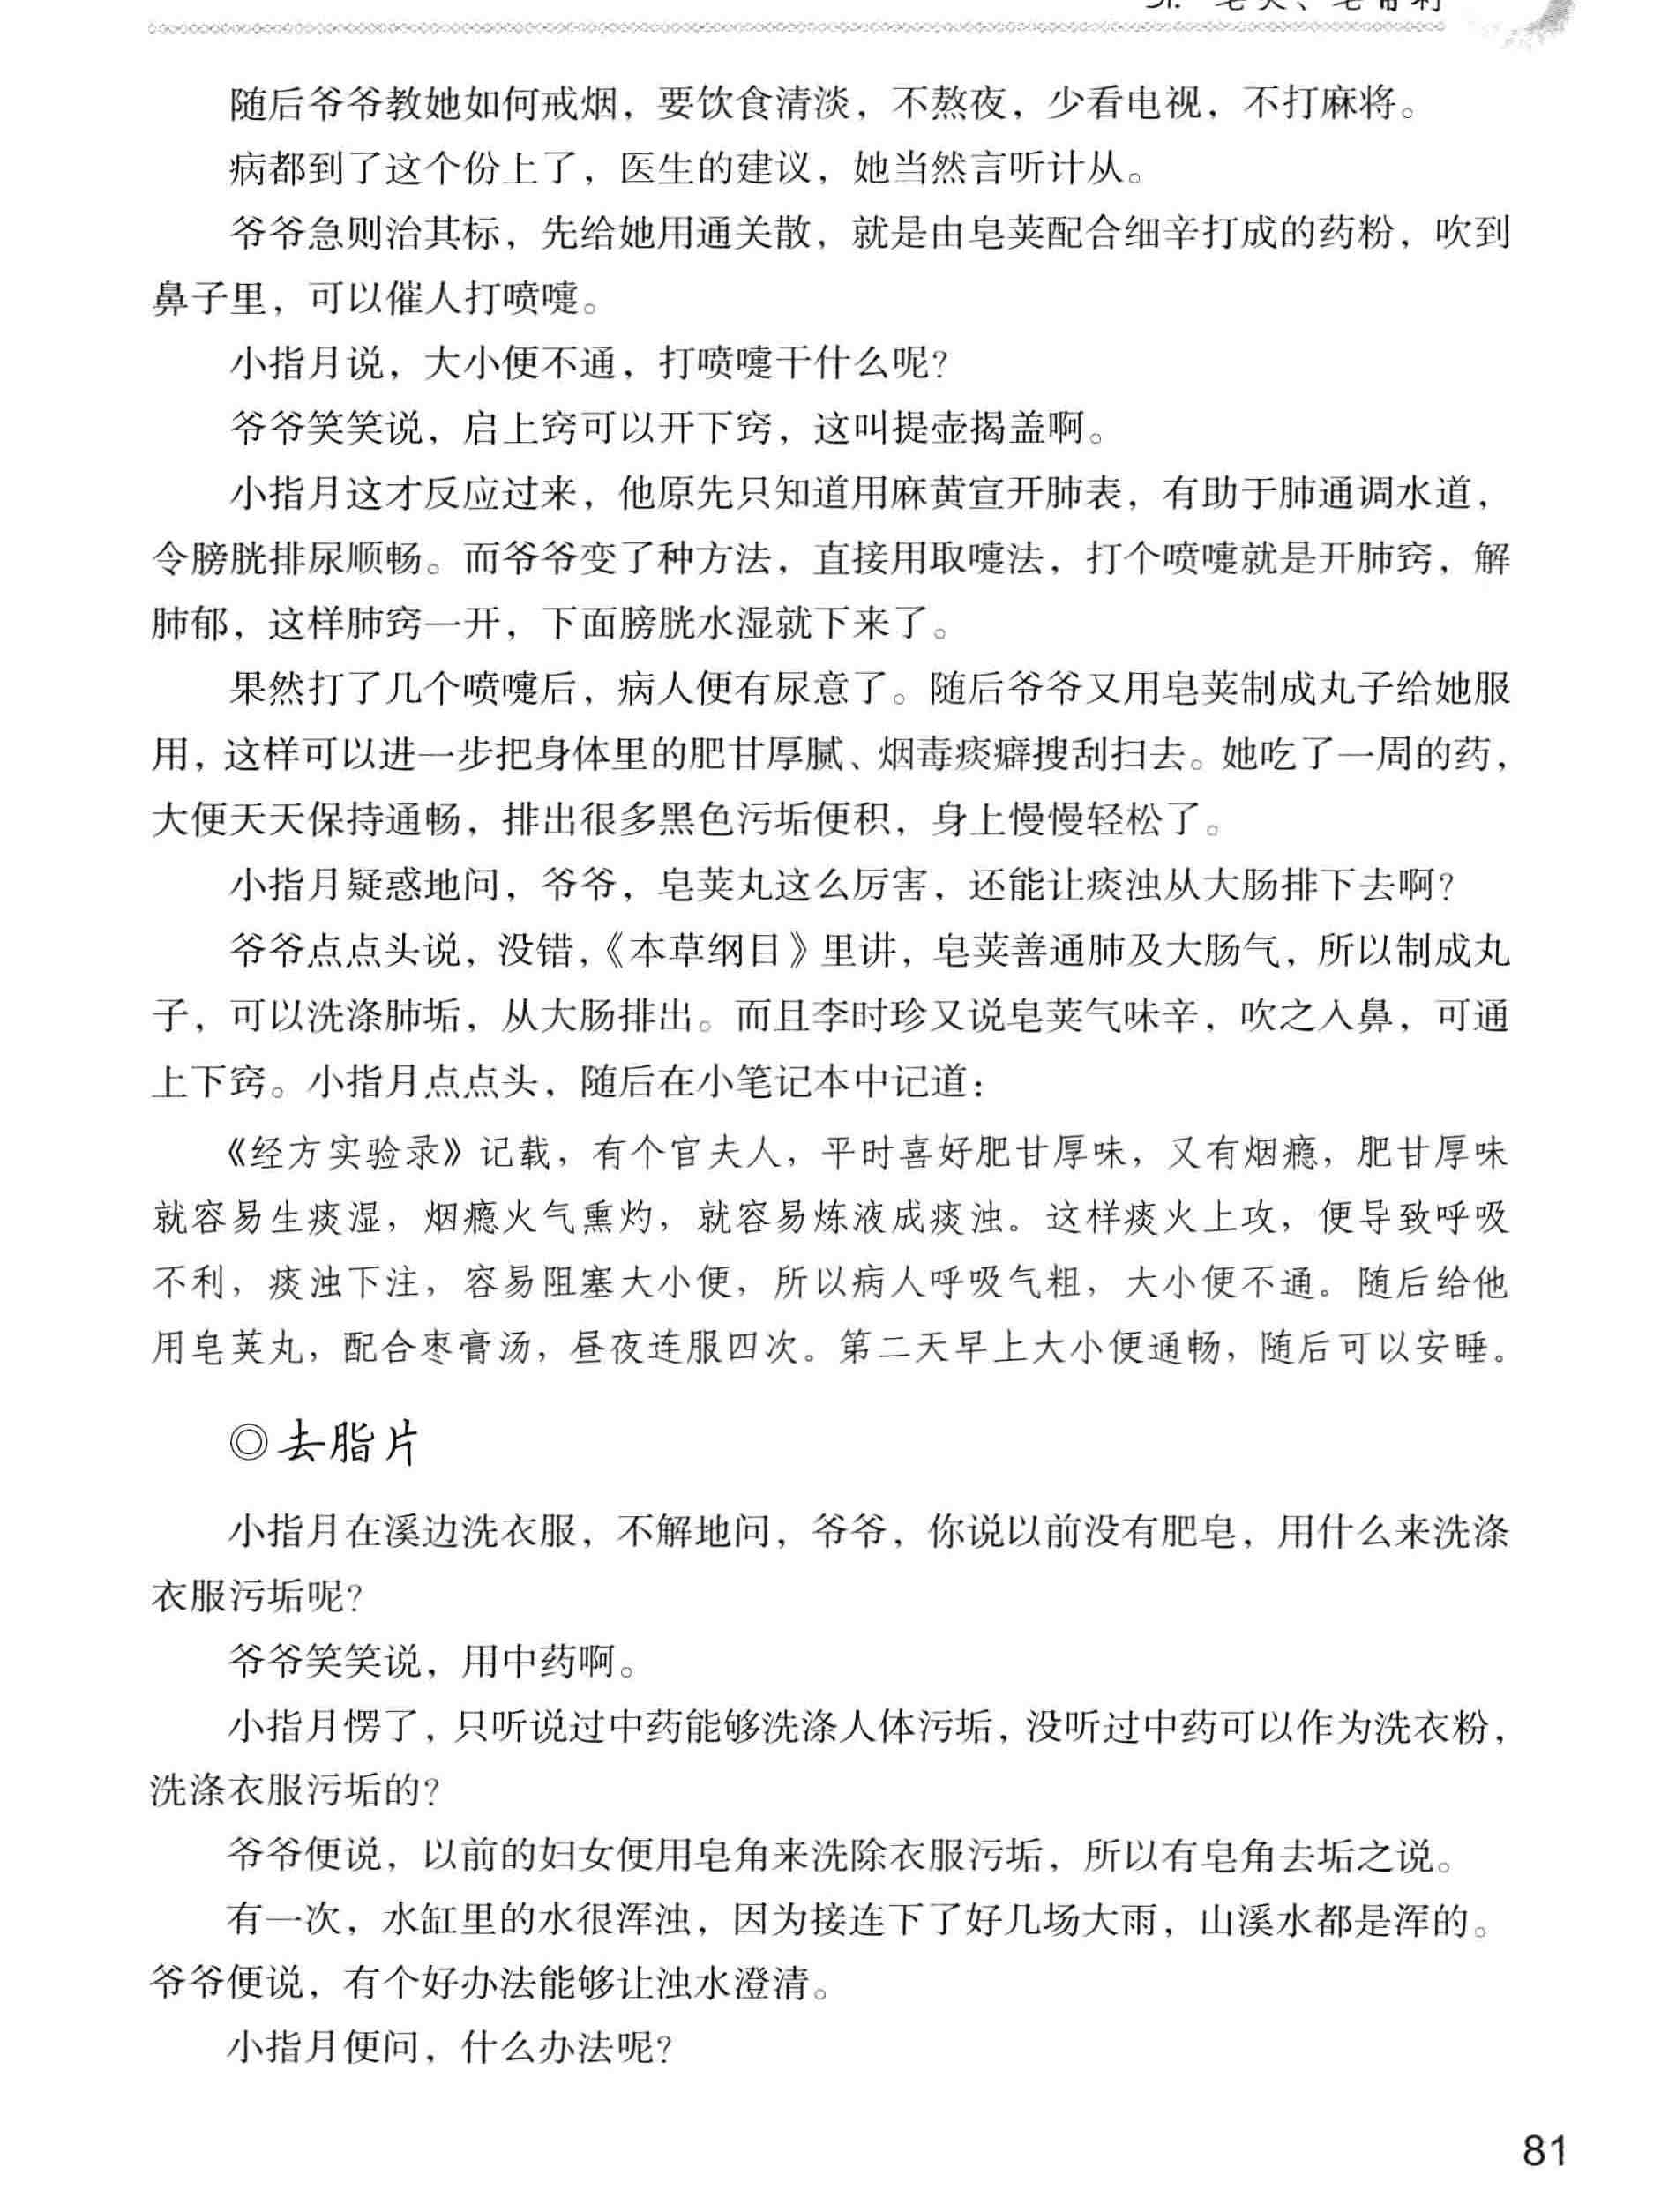 随后爷爷教她如何戒烟，要饮食清淡，不熬夜，少看电视，不打麻将。
病都到了这个份上了，医生的建议，她当然言听计从。
爷爷急则治其标，先给她用通关散，就是由皂荚配合细辛打成的药粉，吹到
鼻子里，可以催人打喷嚏。
小指月说，大小便不通，打喷嚏干什么呢？
爷爷笑笑说，启上窍可以开下窍，这叫提壶揭盖啊。
小指月这才反应过来，他原先只知道用麻黄宣开肺表，有助于肺通调水道，
令膀胱排尿顺畅。而爷爷变了种方法，直接用取嚏法，打个喷嚏就是开肺窍，解
肺郁，这样肺窍一开，下面膀胱水湿就下来了。
果然打了几个喷嚏后，病人便有尿意了。随后爷爷又用皂荚制成丸子给她服
用，这样可以进一步把身体里的肥甘厚腻、烟毒痰癖搜刮扫去。她吃了一周的药，
大便天天保持通畅，排出很多黑色污垢便积，身上慢慢轻松了。
小指月疑惑地问，爷爷，皂荚丸这么厉害，还能让痰浊从大肠排下去啊？
爷爷点点头说，没错，《本草纲目》里讲，皂荚善通肺及大肠气，所以制成丸
子，可以洗涤肺垢，从大肠排出。而且李时珍又说皂荚气味辛，吹之入鼻，可通
上下窍。小指月点点头，随后在小笔记本中记道：
《经方实验录》记载，有个官夫人，平时喜好肥甘厚味，又有烟瘾，肥甘厚味
就容易生痰湿，烟瘾火气熏灼，就容易炼液成痰浊。这样痰火上攻，便导致呼吸
不利，痰浊下注，容易阻塞大小便，所以病人呼吸气粗，大小便不通。随后给他
用皂荚丸，配合枣膏汤，昼夜连服四次。第二天早上大小便通畅，随后可以安睡。
◎去脂片
小指月在溪边洗衣服，不解地问，爷爷，你说以前没有肥皂，用什么来洗涤
衣服污垢呢？
爷爷笑笑说，用中药啊。
小指月愣了，只听说过中药能够洗涤人体污垢，没听过中药可以作为洗衣粉，
洗涤衣服污垢的？
爷爷便说，以前的妇女便用皂角来洗除衣服污垢，所以有皂角去垢之说。
有一次，水缸里的水很浑浊，因为接连下了好几场大雨，山溪水都是浑的。
爷爷便说，有个好办法能够让浊水澄清。
小指月便问，什么办法呢？
81